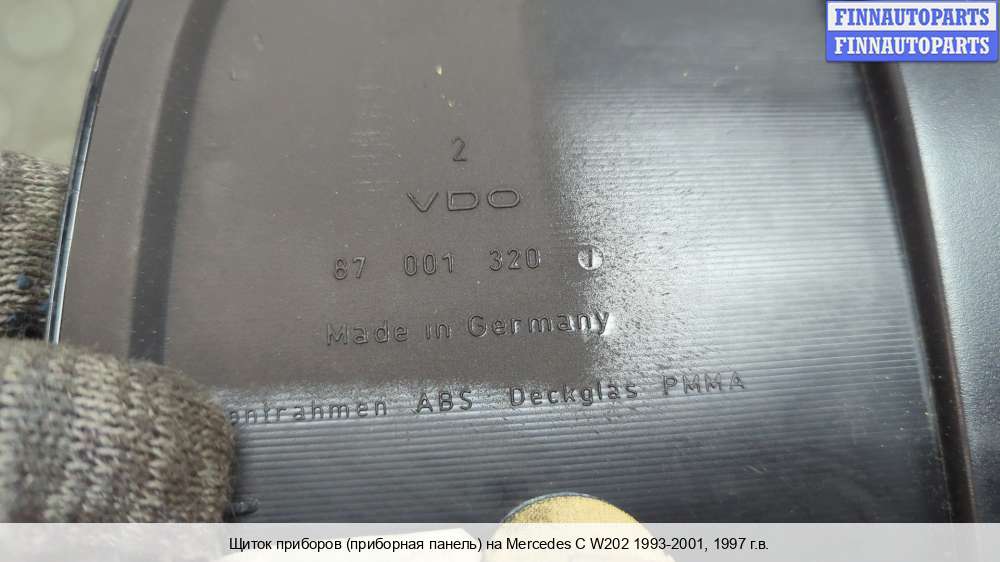 FINNAUTOPARTS
FINNAUTOPARTS
2
VDO
87 001 320
Made in Germany
ABS Deckglas PMMA
Щиток приборов (приборная панель) на Mercedes C W202 1993-2001, 1997 г.в.